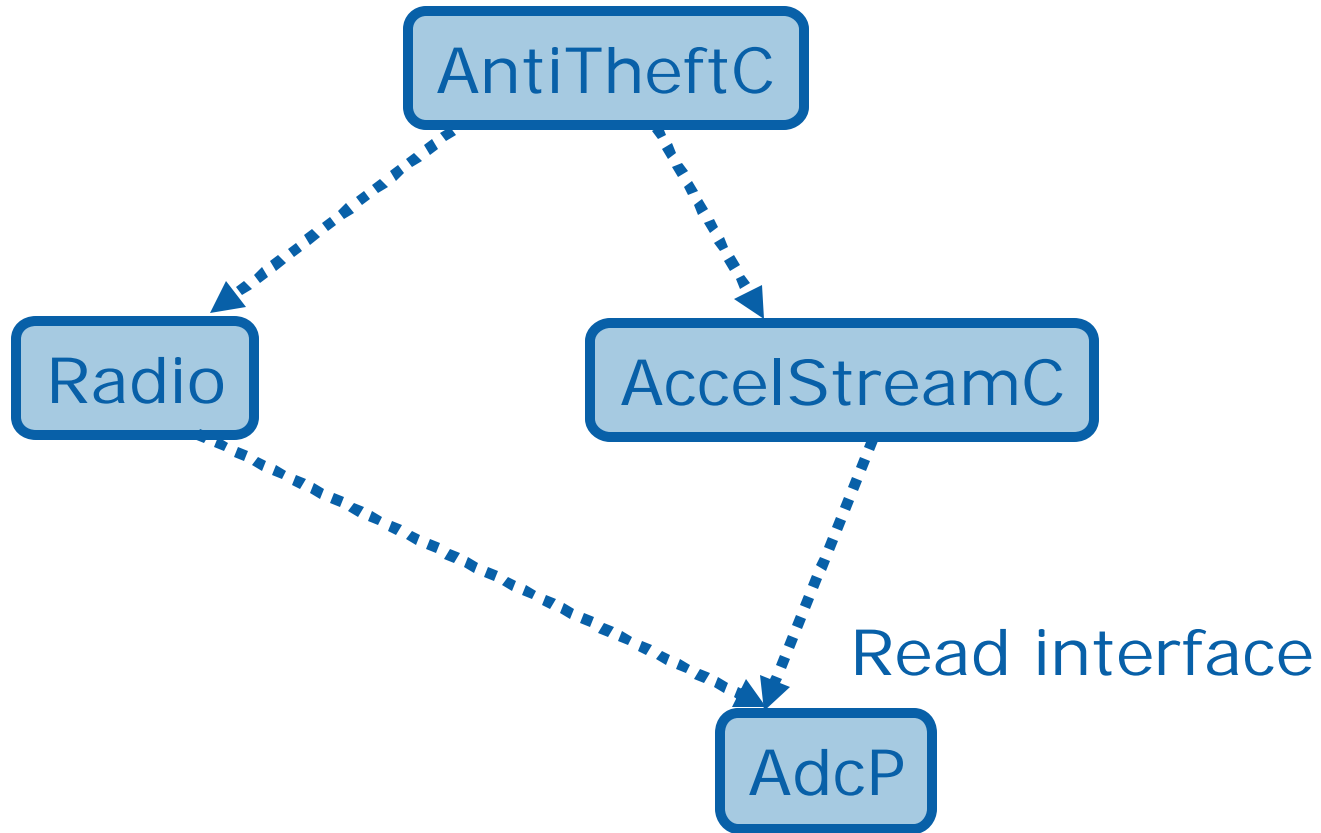 AntiTheftC
Radio
AccelStreamC
Read interface
AdcP